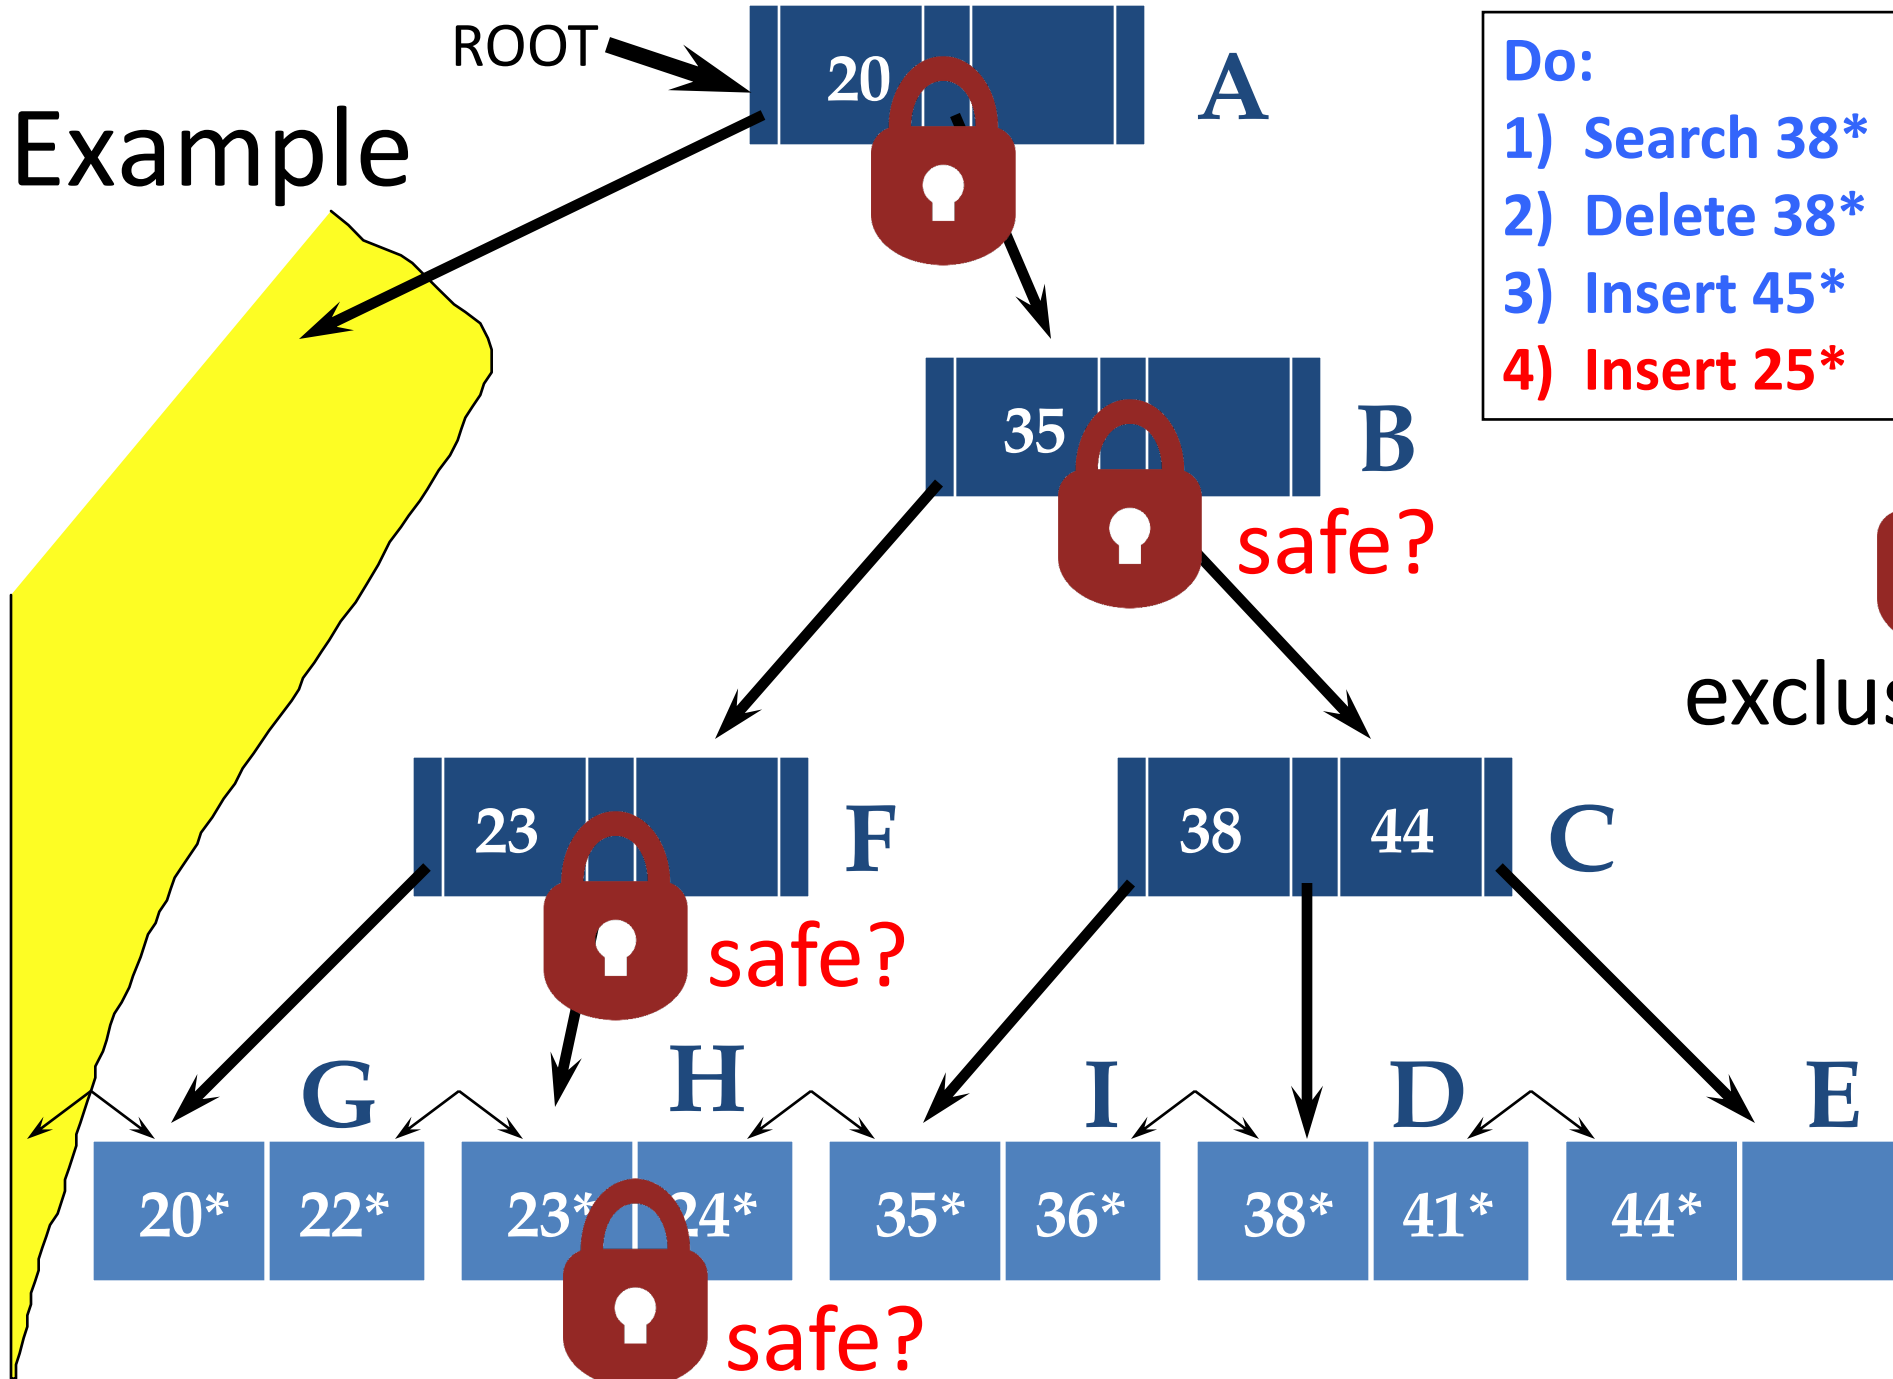 ROOT
20
A
Example
Do:
1) Search 38*
2) Delete 38*
3) Insert 45*
4) Insert 25*
35
B
safe?
23
F
38
44
C
safe?
G
H
I
D
E
20*
22*
23*
24*
35*
36*
38*
41*
44*
safe?